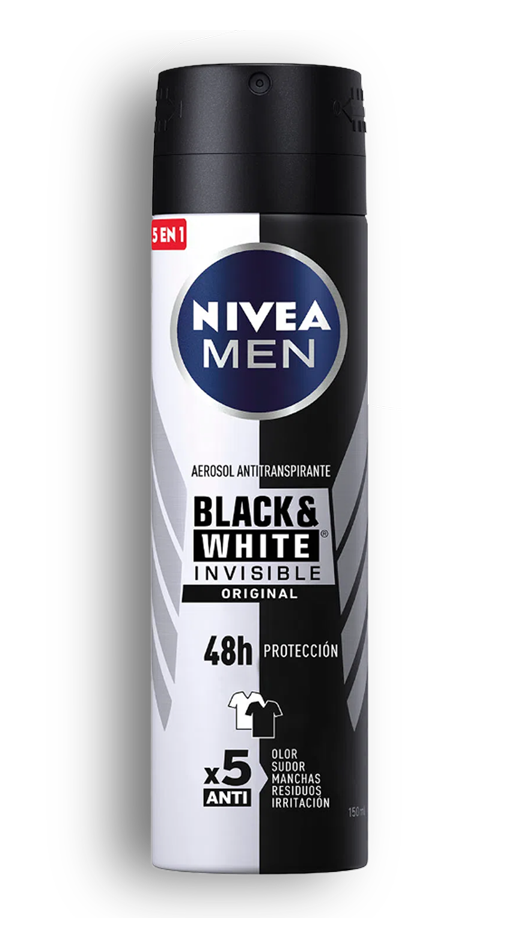 5 EN 1
NIVEA
MEN
AEROSOL ANTITRANSPIRANTE
BLACK&
WHITE®
INVISIBLE
ORIGINAL
48h PROTECCIÓN
x5
ANTI
OLOR
SUDOR
MANCHAS
RESIDUOS
IRRITACIÓN
150 ml